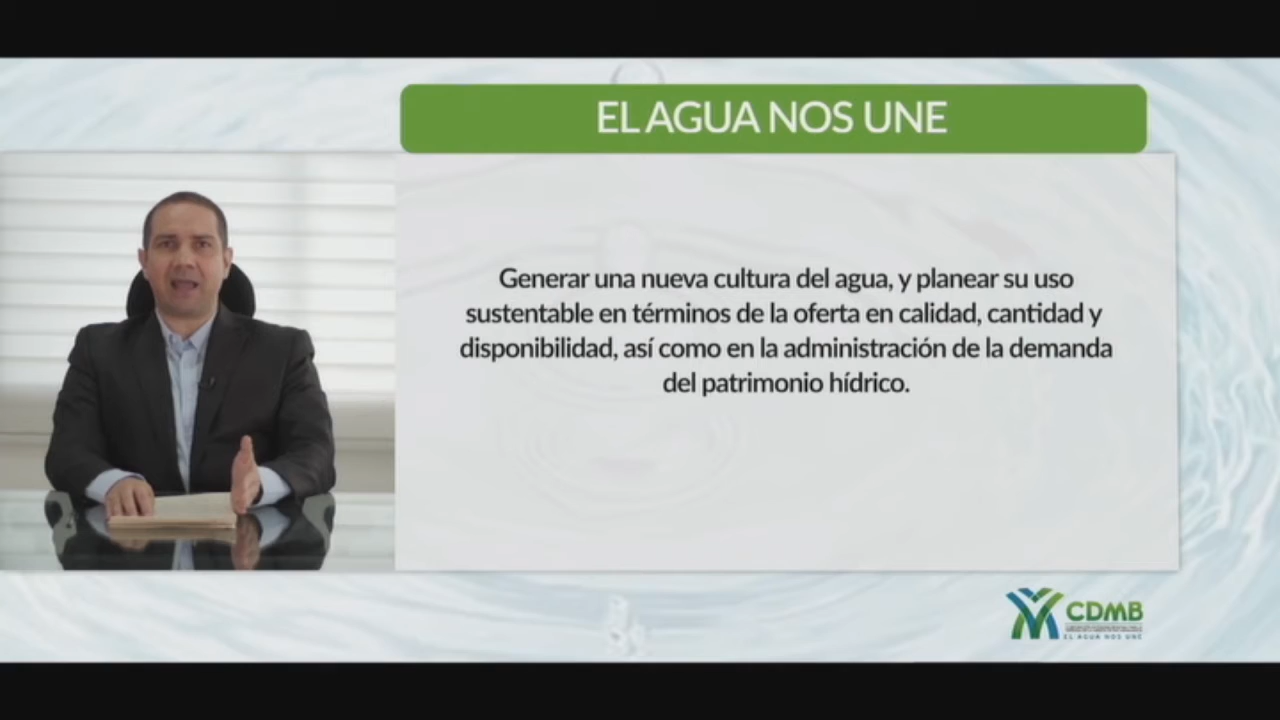 EL AGUA NOS UNE
Generar una nueva cultura del agua, y planear su uso
sustentable en términos de la oferta en calidad, cantidad y
disponibilidad, así como en la administración de la demanda
del patrimonio hídrico.
CDMB
EL AGUA NOS UNE